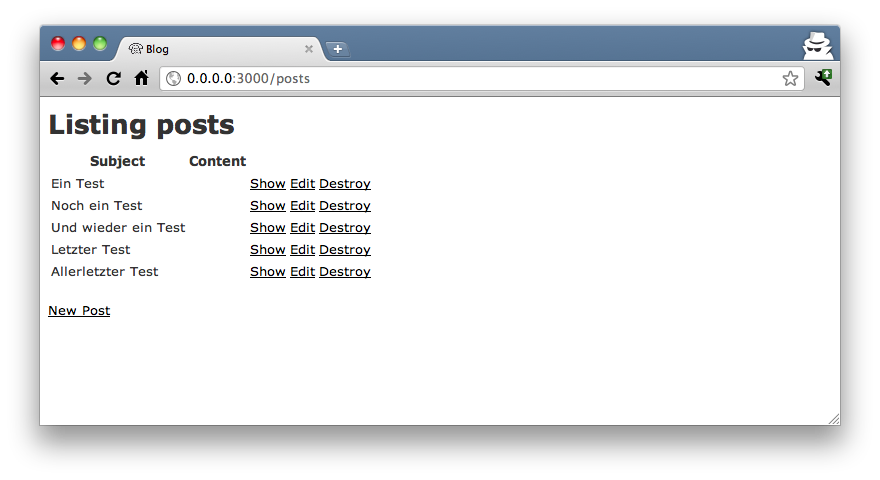 Blog
0.0.0.0:3000/posts
Listing posts
Subject Content
Ein Test Show Edit Destroy
Noch ein Test Show Edit Destroy
Und wieder ein Test Show Edit Destroy
Letzter Test Show Edit Destroy
Allerletzter Test Show Edit Destroy
New Post